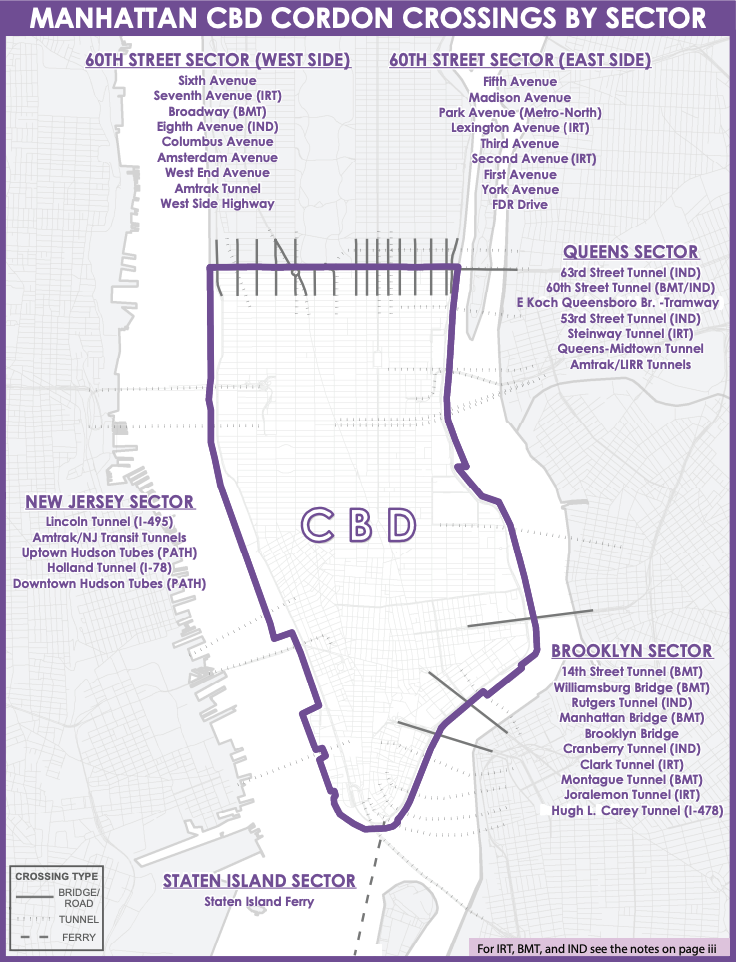 MANHATTAN CBD CORDON CROSSINGS BY SECTOR
60TH STREET SECTOR (WEST SIDE)
Sixth Avenue
Seventh Avenue (IRT)
Broadway (BMT)
Eighth Avenue (IND)
Columbus Avenue
Amsterdam Avenue
West End Avenue
Amtrak Tunnel
West Side Highway
60TH STREET SECTOR (EAST SIDE)
Fifth Avenue
Madison Avenue
Park Avenue (Metro-North)
Lexington Avenue (IRT)
Third Avenue
Second Avenue (IRT)
First Avenue
York Avenue
FDR Drive
QUEENS SECTOR
63rd Street Tunnel (IND)
60th Street Tunnel (BMT/IND)
E Koch Queensboro Br. -Tramway
53rd Street Tunnel (IND)
Steinway Tunnel (IRT)
Queens-Midtown Tunnel
Amtrak/LIRR Tunnels
NEW JERSEY SECTOR
Lincoln Tunnel (I-495)
Amtrak/NJ Transit Tunnels
Uptown Hudson Tubes (PATH)
Holland Tunnel (I-78)
Downtown Hudson Tubes (PATH)
CBD
BROOKLYN SECTOR
14th Street Tunnel (BMT)
Williamsburg Bridge (BMT)
Rutgers Tunnel (IND)
Manhattan Bridge (BMT)
Brooklyn Bridge
Cranberry Tunnel (IND)
Clark Tunnel (IRT)
Montague Tunnel (BMT)
Joralemon Tunnel (IRT)
Hugh L. Carey Tunnel (I-478)
STATEN ISLAND SECTOR
Staten Island Ferry
CROSSING TYPE
BRIDGE/
ROAD
TUNNEL
FERRY
For IRT, BMT, and IND see the notes on page iii